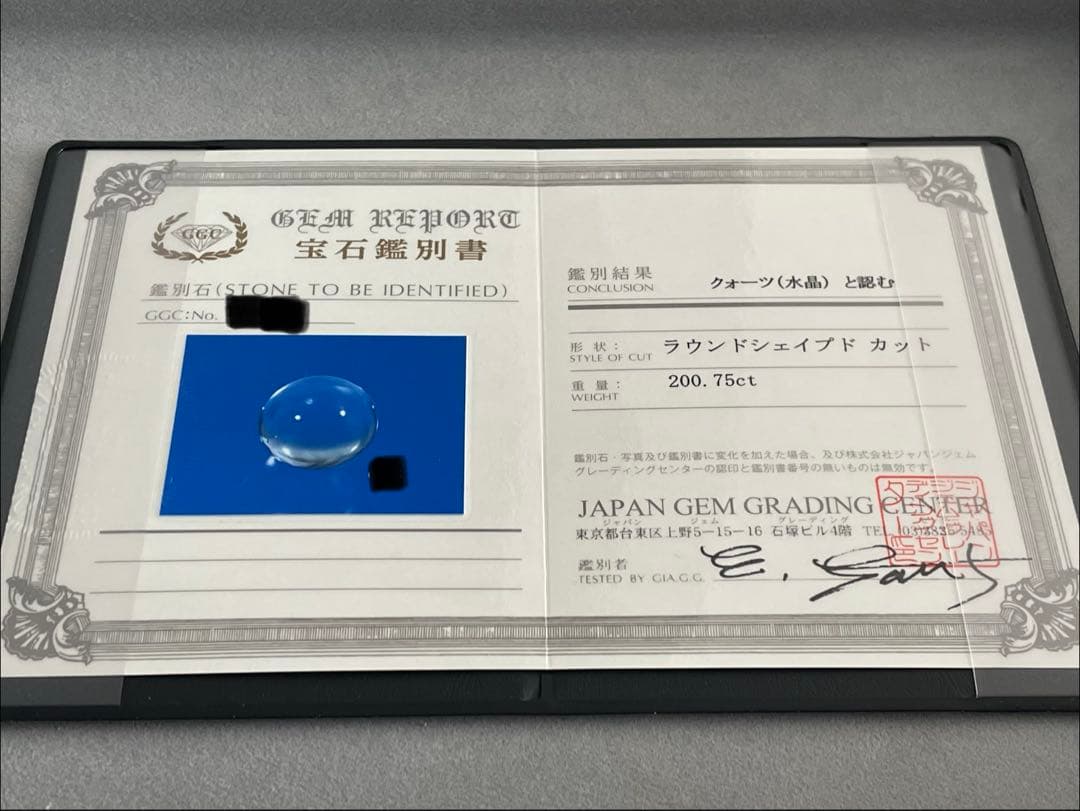 GGC
GEM REPORT
宝石鑑別書
鑑別石(STONE TO BE IDENTIFIED)
GGC:No.
鑑別結果
CONCLUSION
クォーツ(水晶) と認む
形 状:
STYLE OF CUT
ラウンドシェイプド カット
重 量:
WEIGHT
200.75ct
鑑別石・写真及び鑑別書に変化を加えた場合、及び株式会社ジャパンジェム
グレーディングセンターの認印と鑑別書番号の無いものは無効です。
JAPAN GEM GRADING CENTER
ジャパン ジェム グレーディング
東京都台東区上野5-15-16 石塚ビル4階 TEL
鑑別者
TESTED BY GIA.G.G.